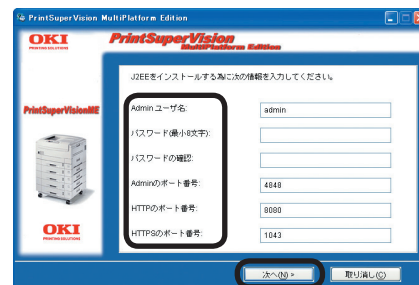 PrintSuperVision MultiPlatform Edition
OKI
PRINTING SOLUTIONS
PrintSuperVision
MultiPlatform Edition
J2EEをインストールする為に次の情報を入力してください。
PrintSuperVisionME
Admin ユーザ名: admin
パスワード(最小8文字):
パスワードの確認:
Adminのポート番号: 4848
HTTPのポート番号: 8080
HTTPSのポート番号: 1043
OKI
PRINTING SOLUTIONS
次へ(N) » 取り消し(C)